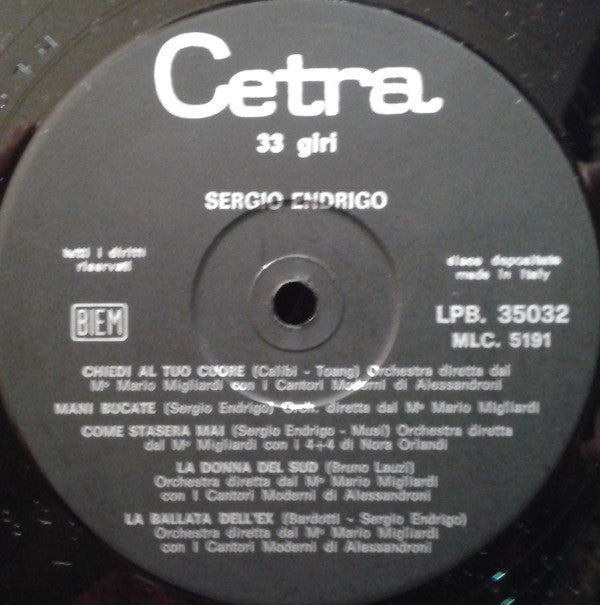 Cetra
33 giri
SERGIO ENDRIGO
tutti i diritti
riservati
disco depositato
made in Italy
BIEM
LPB. 35032
MLC. 5191
CHIEDI AL TUO CUORE (Calibi - Toang) Orchestra diretta dal
Mº Mario Migliardi con i Cantori Moderni di Alessandroni
MANI BUCATE (Sergio Endrigo) Orch. diretta dal Mº Mario Migliardi
COME STASERA MAI (Sergio Endrigo - Musi) Orchestra diretta
dal Mº Migliardi con i 4+4 di Nora Orlandi
LA DONNA DEL SUD (Bruno Lauzi)
Orchestra diretta dal Mº Mario Migliardi
con I Cantori Moderni di Alessandroni
LA BALLATA DELL'EX (Bardotti - Sergio Endrigo)
Orchestra diretta dal Mº Mario Migliardi
con I Cantori Moderni di Alessandroni